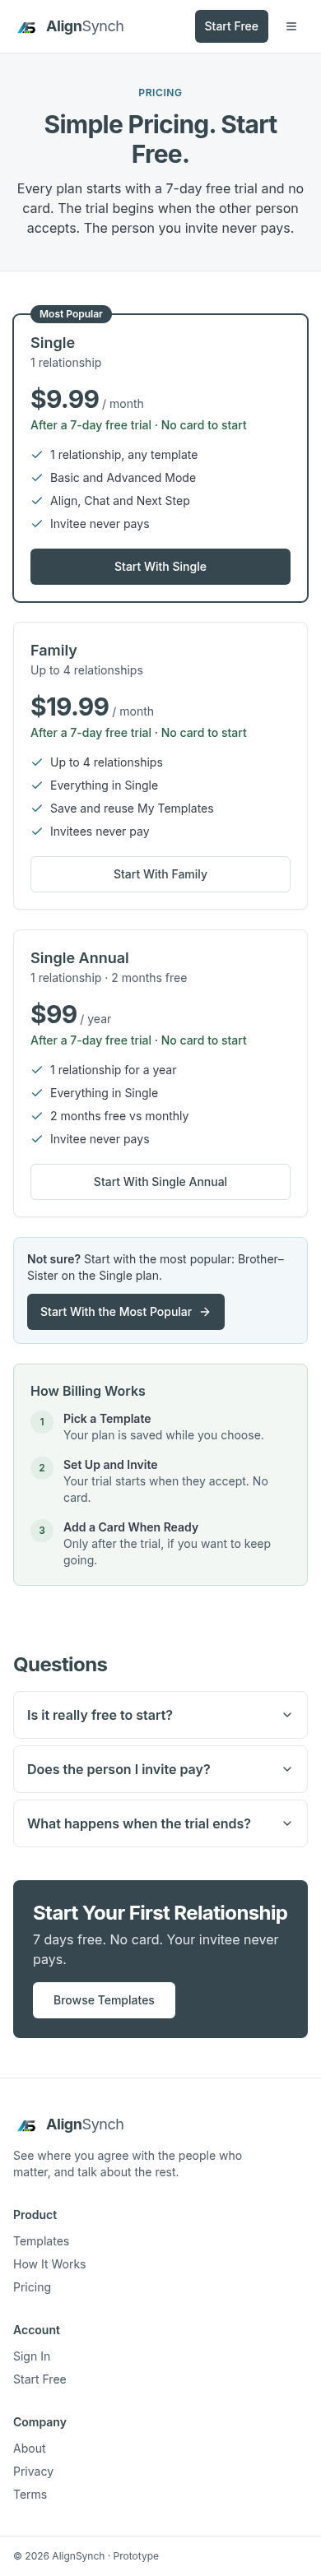 AlignSynch
Start Free
PRICING
Simple Pricing. Start
Free.
Every plan starts with a 7-day free trial and no
card. The trial begins when the other person
accepts. The person you invite never pays.
Most Popular
Single
1 relationship
$9.99 / month
After a 7-day free trial · No card to start
1 relationship, any template
Basic and Advanced Mode
Align, Chat and Next Step
Invitee never pays
Start With Single
Family
Up to 4 relationships
$19.99 / month
After a 7-day free trial · No card to start
Up to 4 relationships
Everything in Single
Save and reuse My Templates
Invitees never pay
Start With Family
Single Annual
1 relationship · 2 months free
$99 / year
After a 7-day free trial · No card to start
1 relationship for a year
Everything in Single
2 months free vs monthly
Invitee never pays
Start With Single Annual
Not sure? Start with the most popular: Brother–
Sister on the Single plan.
Start With the Most Popular →
How Billing Works
1 Pick a Template
Your plan is saved while you choose.
2 Set Up and Invite
Your trial starts when they accept. No
card.
3 Add a Card When Ready
Only after the trial, if you want to keep
going.
Questions
Is it really free to start?
Does the person I invite pay?
What happens when the trial ends?
Start Your First Relationship
7 days free. No card. Your invitee never
pays.
Browse Templates
AlignSynch
See where you agree with the people who
matter, and talk about the rest.
Product
Templates
How It Works
Pricing
Account
Sign In
Start Free
Company
About
Privacy
Terms
© 2026 AlignSynch · Prototype